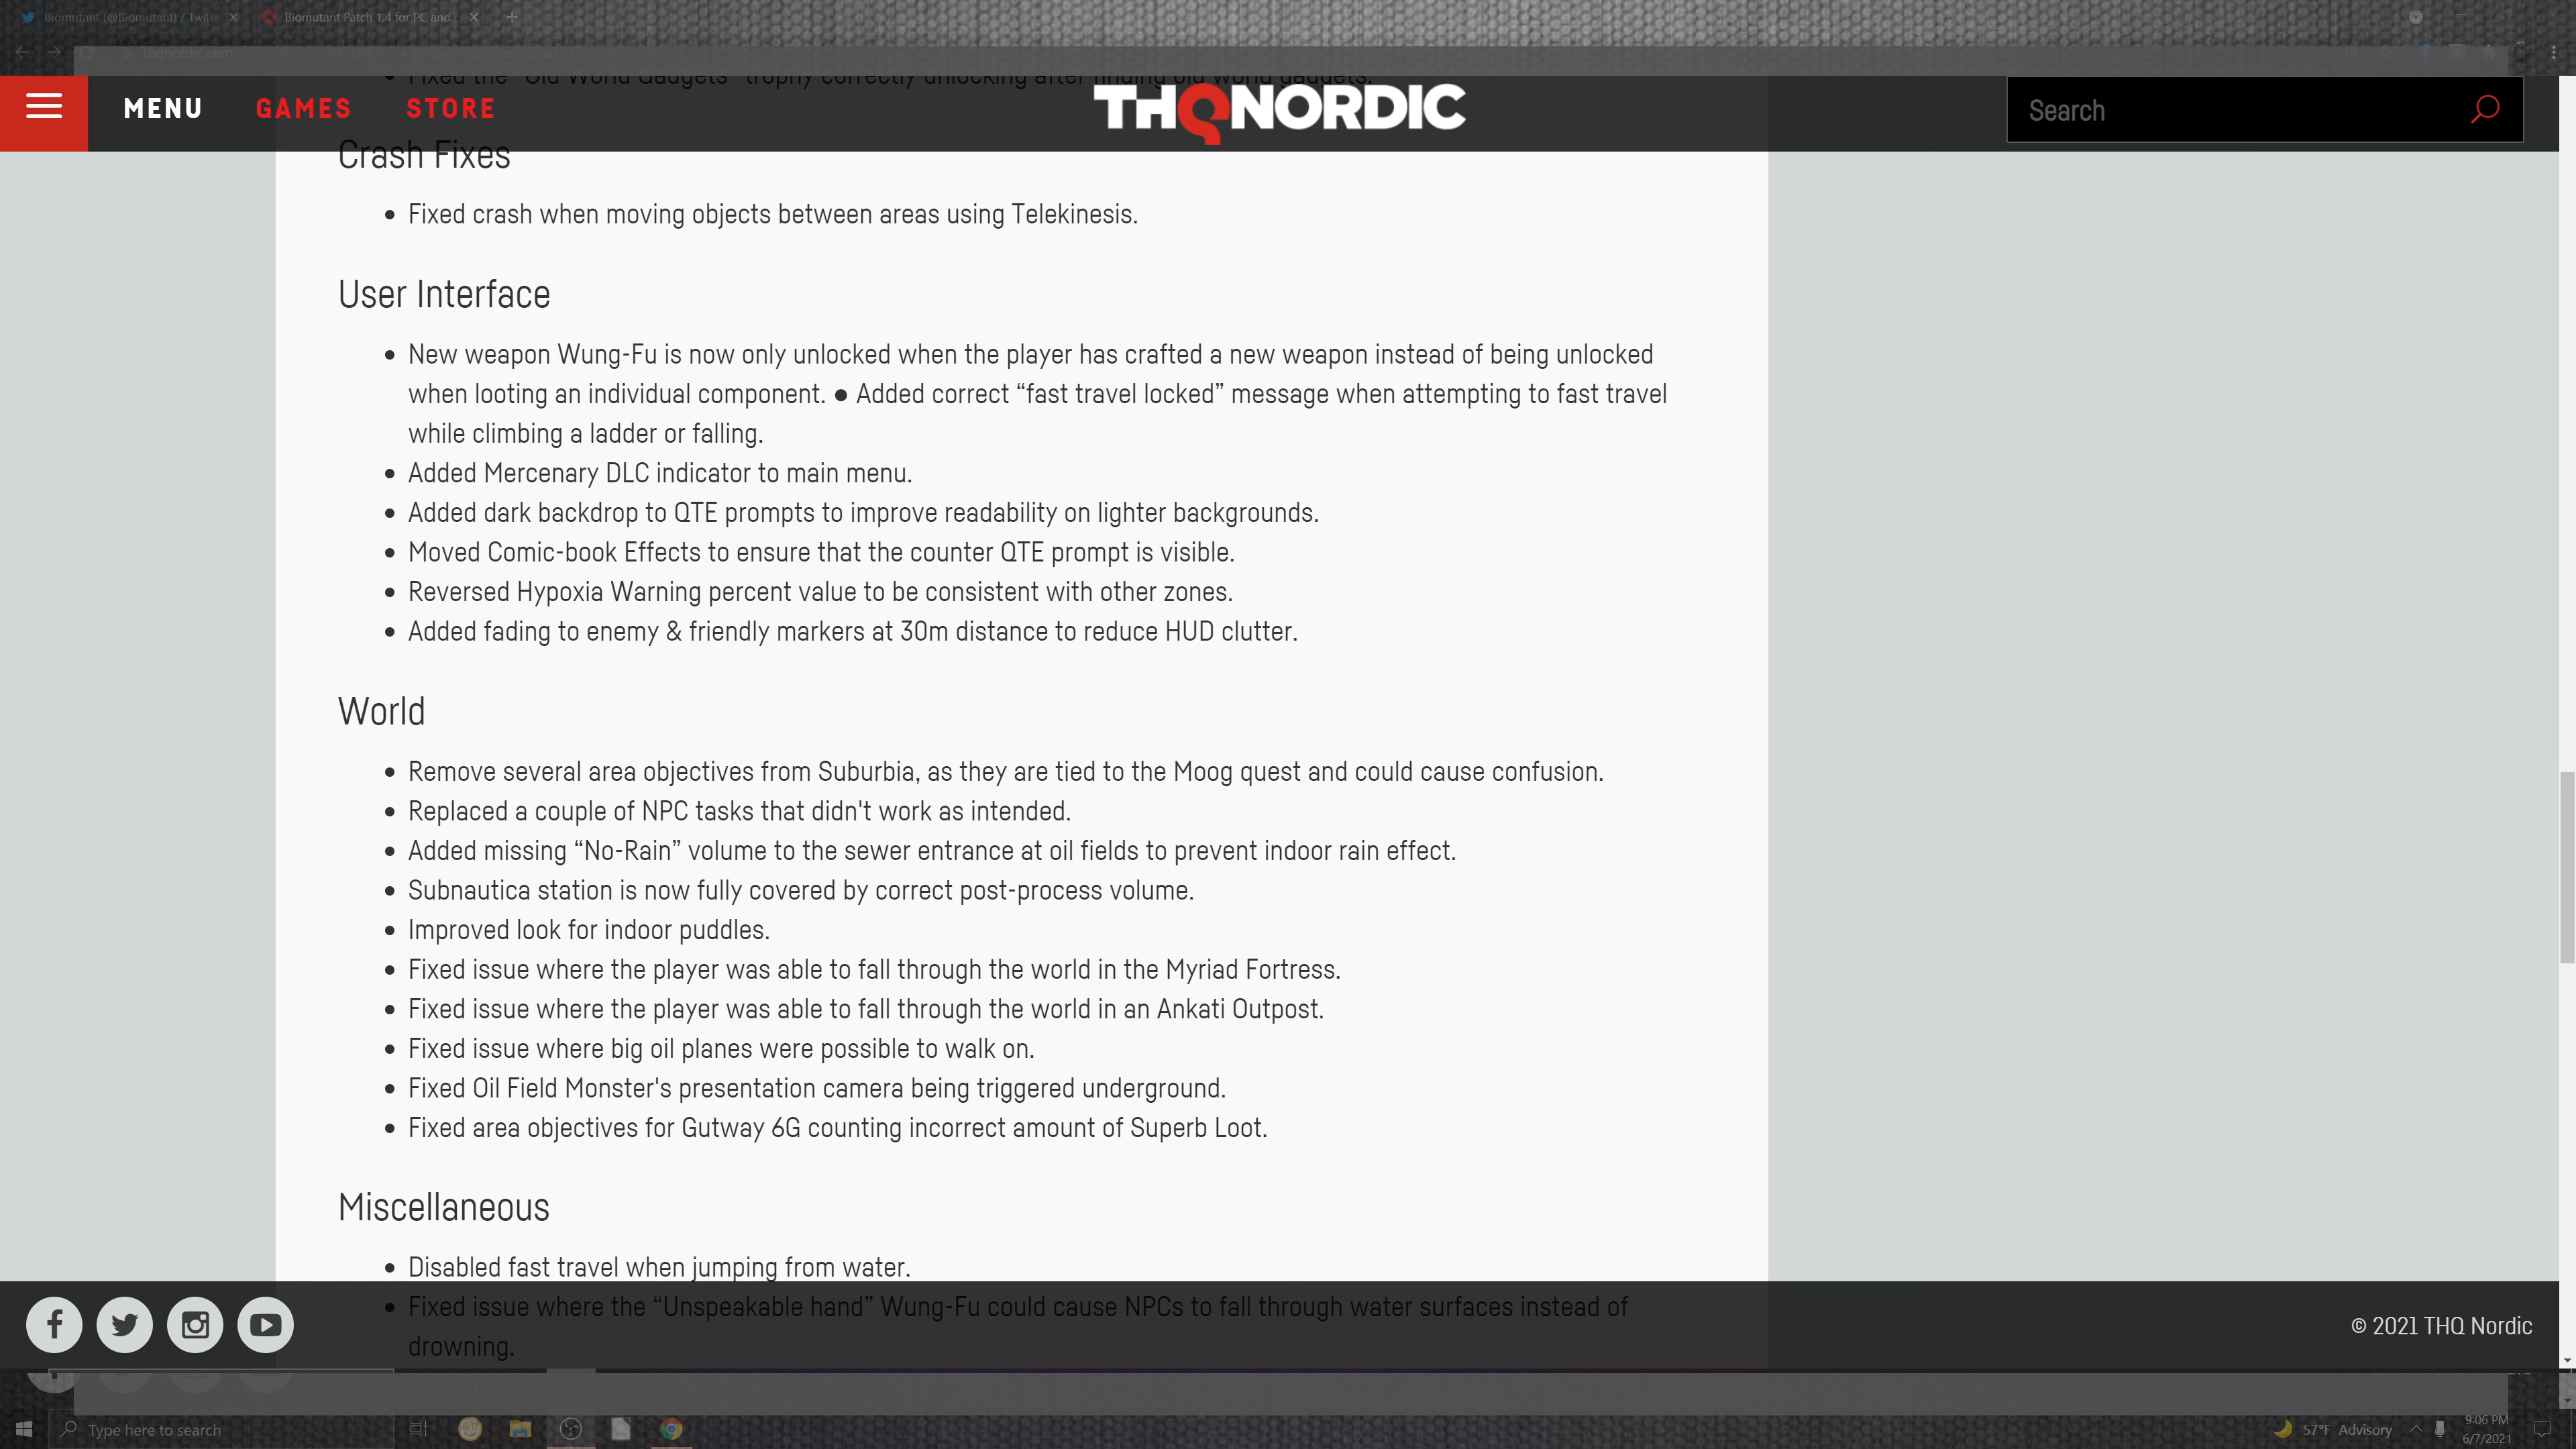 Biomutant (@Biomutant) / Twitte
Biomutant Patch 1.4 for PC and
thqnordic.com
Fixed the "Old World Gadgets" trophy correctly unlocking after finding old world gadgets.
MENU GAMES STORE
THQNORDIC
Search
Crash Fixes
• Fixed crash when moving objects between areas using Telekinesis.
User Interface
• New weapon Wung-Fu is now only unlocked when the player has crafted a new weapon instead of being unlocked
when looting an individual component. ● Added correct “fast travel locked” message when attempting to fast travel
while climbing a ladder or falling.
• Added Mercenary DLC indicator to main menu.
• Added dark backdrop to QTE prompts to improve readability on lighter backgrounds.
• Moved Comic-book Effects to ensure that the counter QTE prompt is visible.
• Reversed Hypoxia Warning percent value to be consistent with other zones.
• Added fading to enemy & friendly markers at 30m distance to reduce HUD clutter.
World
• Remove several area objectives from Suburbia, as they are tied to the Moog quest and could cause confusion.
• Replaced a couple of NPC tasks that didn't work as intended.
• Added missing “No-Rain” volume to the sewer entrance at oil fields to prevent indoor rain effect.
• Subnautica station is now fully covered by correct post-process volume.
• Improved look for indoor puddles.
• Fixed issue where the player was able to fall through the world in the Myriad Fortress.
• Fixed issue where the player was able to fall through the world in an Ankati Outpost.
• Fixed issue where big oil planes were possible to walk on.
• Fixed Oil Field Monster's presentation camera being triggered underground.
• Fixed area objectives for Gutway 6G counting incorrect amount of Superb Loot.
Miscellaneous
• Disabled fast travel when jumping from water.
• Fixed issue where the “Unspeakable hand” Wung-Fu could cause NPCs to fall through water surfaces instead of
drowning.
© 2021 THQ Nordic
Type here to search
57°F Advisory
9:06 PM
6/7/2021